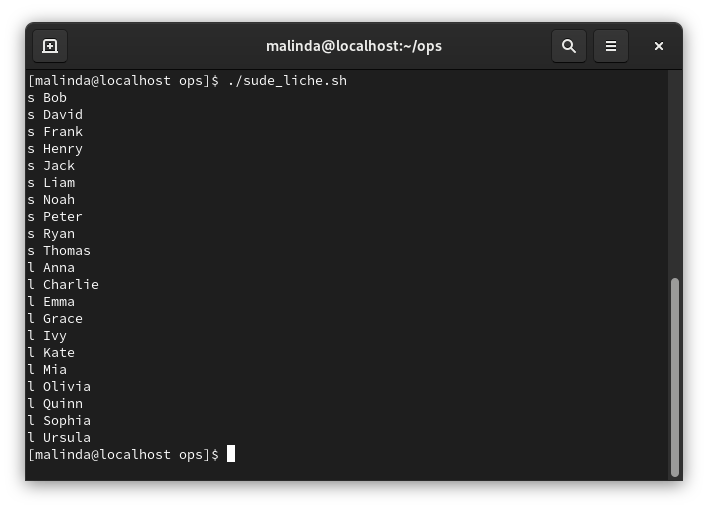 malinda@localhost:~/ops
[malinda@localhost ops]$ ./sude_liche.sh
s Bob
s David
s Frank
s Henry
s Jack
s Liam
s Noah
s Peter
s Ryan
s Thomas
l Anna
l Charlie
l Emma
l Grace
l Ivy
l Kate
l Mia
l Olivia
l Quinn
l Sophia
l Ursula
[malinda@localhost ops]$